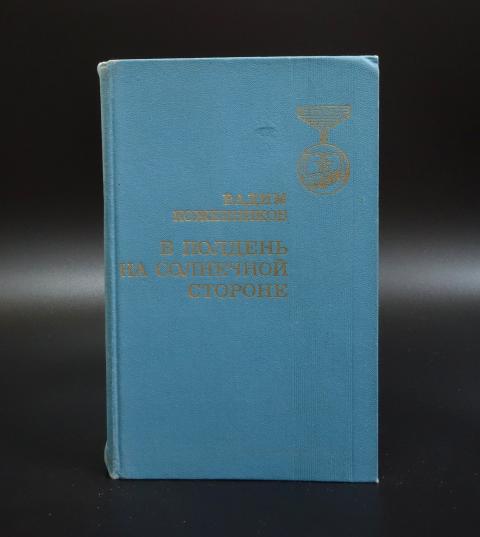 ВАДИМ
КОЖЕВНИКОВ
В ПОЛДЕНЬ
НА СОЛНЕЧНОЙ
СТОРОНЕ